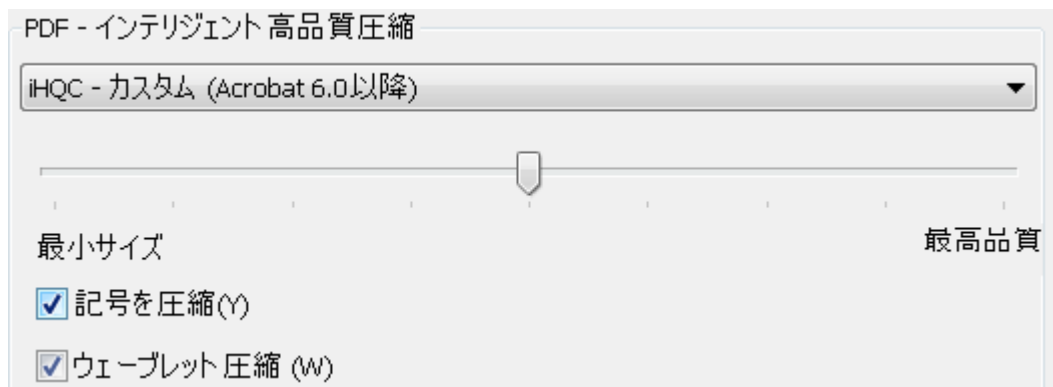 PDF - インテリジェント 高品質圧縮
iHQC - カスタム (Acrobat 6.0以降)
最小サイズ 最高品質
記号を圧縮(Y)
ウェーブレット 圧縮 (W)